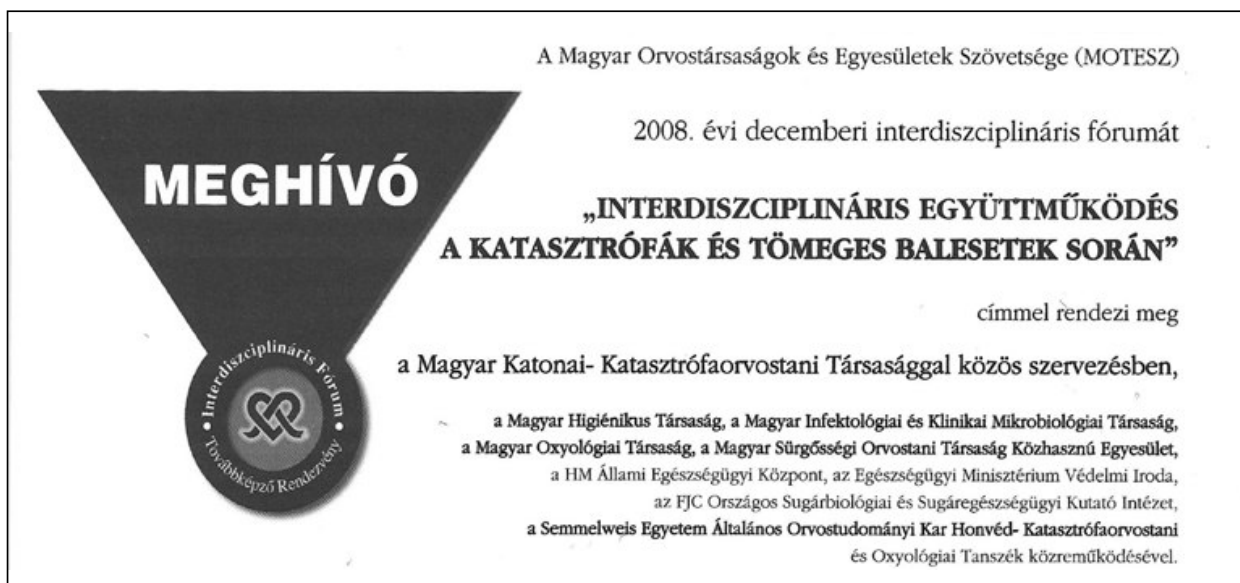 A Magyar Orvostársaságok és Egyesületek Szövetsége (MOTESZ)
2008. évi decemberi interdiszciplináris fórumát
MEGHÍVÓ
„INTERDISZCIPLINÁRIS EGYÜTTMŰKÖDÉS
A KATASZTRÓFÁK ÉS TÖMEGES BALESETEK SORÁN”
címmel rendezi meg
a Magyar Katonai- Katasztrófaorvostani Társasággal közös szervezésben,
• Interdiszciplináris Fórum •
Továbbképző Rendezvény
a Magyar Higiénikus Társaság, a Magyar Infektológiai és Klinikai Mikrobiológiai Társaság,
a Magyar Oxyológiai Társaság, a Magyar Sürgősségi Orvostani Társaság Közhasznú Egyesület,
a HM Állami Egészségügyi Központ, az Egészségügyi Minisztérium Védelmi Iroda,
az FJC Országos Sugárbiológiai és Sugáregészségügyi Kutató Intézet,
a Semmelweis Egyetem Általános Orvostudományi Kar Honvéd- Katasztrófaorvostani
és Oxyológiai Tanszék közreműködésével.